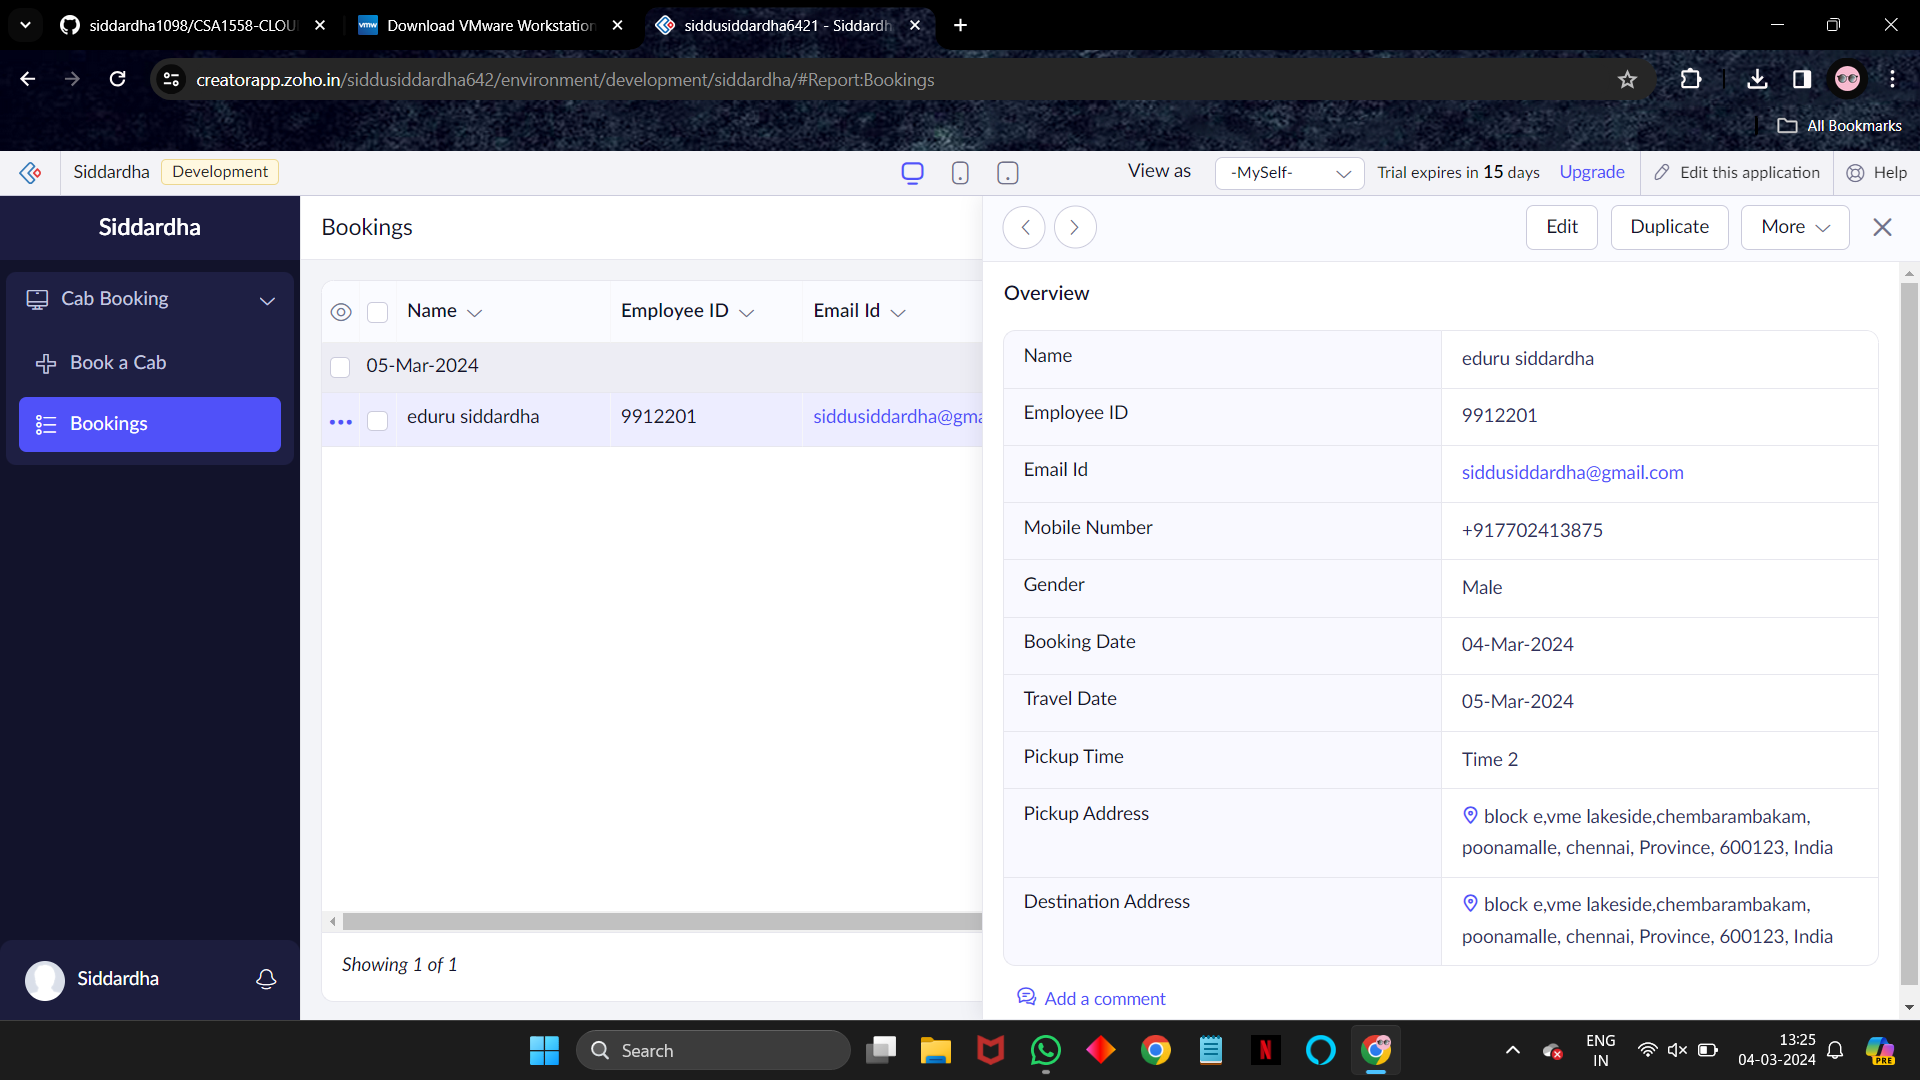 siddardha1098/CSA1558-CLOU
Download VMware Workstation
siddusiddardha6421 - Siddardh
creatorapp.zoho.in/siddusiddardha642/environment/development/siddardha/#Report:Bookings
All Bookmarks
Siddardha Development
View as -MySelf- Trial expires in 15 days Upgrade Edit this application Help
Siddardha
Cab Booking
Book a Cab
Bookings
Siddardha
Bookings
Name Employee ID Email Id
05-Mar-2024
eduru siddardha 9912201 siddusiddardha@gma
Showing 1 of 1
Edit Duplicate More
Overview
Name eduru siddardha
Employee ID 9912201
Email Id siddusiddardha@gmail.com
Mobile Number +917702413875
Gender Male
Booking Date 04-Mar-2024
Travel Date 05-Mar-2024
Pickup Time Time 2
Pickup Address block e,vme lakeside,chembarambakam,
poonamalle, chennai, Province, 600123, India
Destination Address block e,vme lakeside,chembarambakam,
poonamalle, chennai, Province, 600123, India
Add a comment
Search
ENG
IN
13:25
04-03-2024
PRE